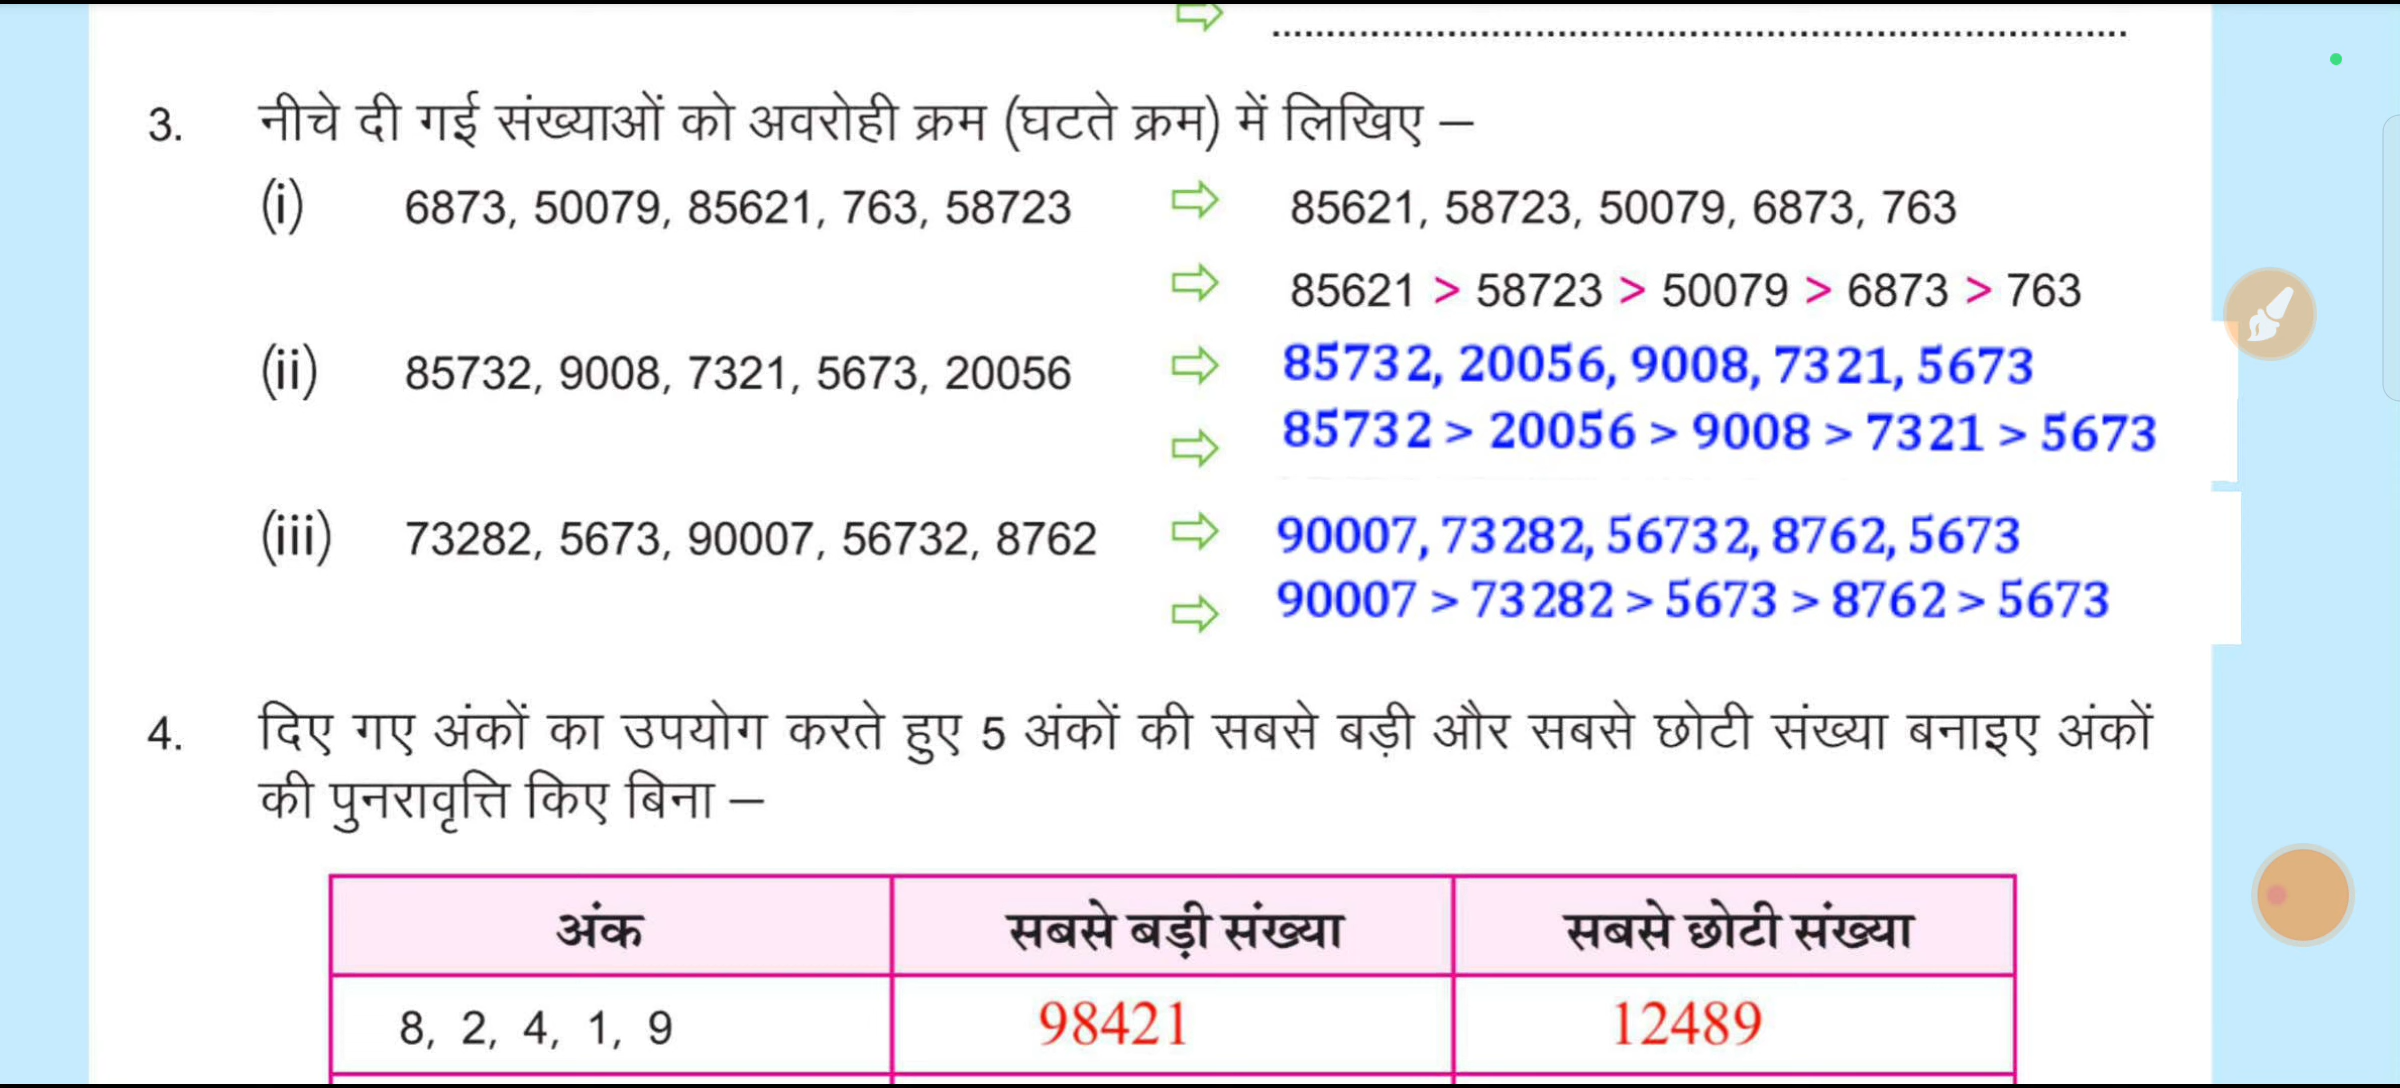 3. नीचे दी गई संख्याओं को अवरोही क्रम (घटते क्रम) में लिखिए –
(i) 6873, 50079, 85621, 763, 58723 ⇨ 85621, 58723, 50079, 6873, 763
⇨ 85621 > 58723 > 50079 > 6873 > 763
(ii) 85732, 9008, 7321, 5673, 20056 ⇨ 85732, 20056, 9008, 7321, 5673
⇨ 85732 > 20056 > 9008 > 7321 > 5673
(iii) 73282, 5673, 90007, 56732, 8762 ⇨ 90007, 73282, 56732, 8762, 5673
⇨ 90007 > 73282 > 5673 > 8762 > 5673
4. दिए गए अंकों का उपयोग करते हुए 5 अंकों की सबसे बड़ी और सबसे छोटी संख्या बनाइए अंकों
की पुनरावृत्ति किए बिना –
अंक सबसे बड़ी संख्या सबसे छोटी संख्या
8, 2, 4, 1, 9 98421 12489